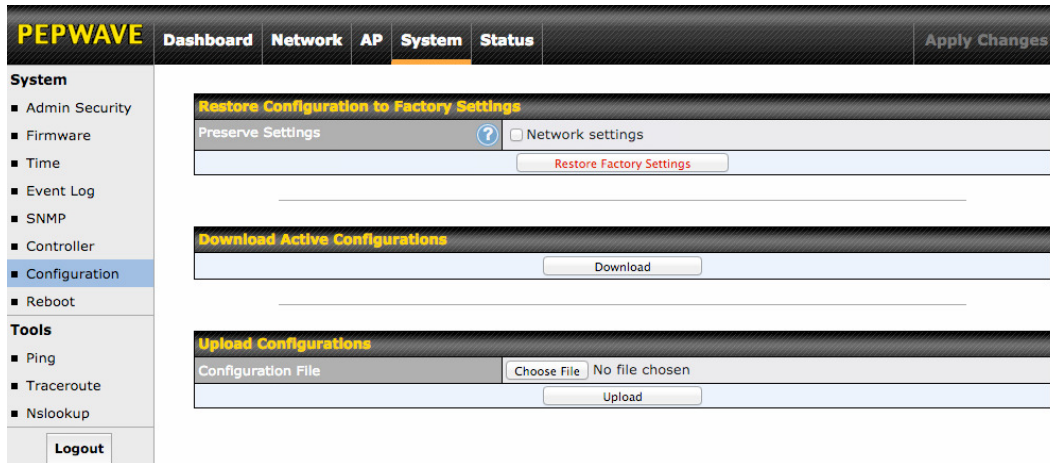 PEPWAVE
Dashboard Network AP System Status Apply Changes
System
Admin Security
Firmware
Time
Event Log
SNMP
Controller
Configuration
Reboot
Tools
Ping
Traceroute
Nslookup
Logout
Restore Configuration to Factory Settings
Preserve Settings ? Network settings
Restore Factory Settings
Download Active Configurations
Download
Upload Configurations
Configuration File Choose File No file chosen
Upload